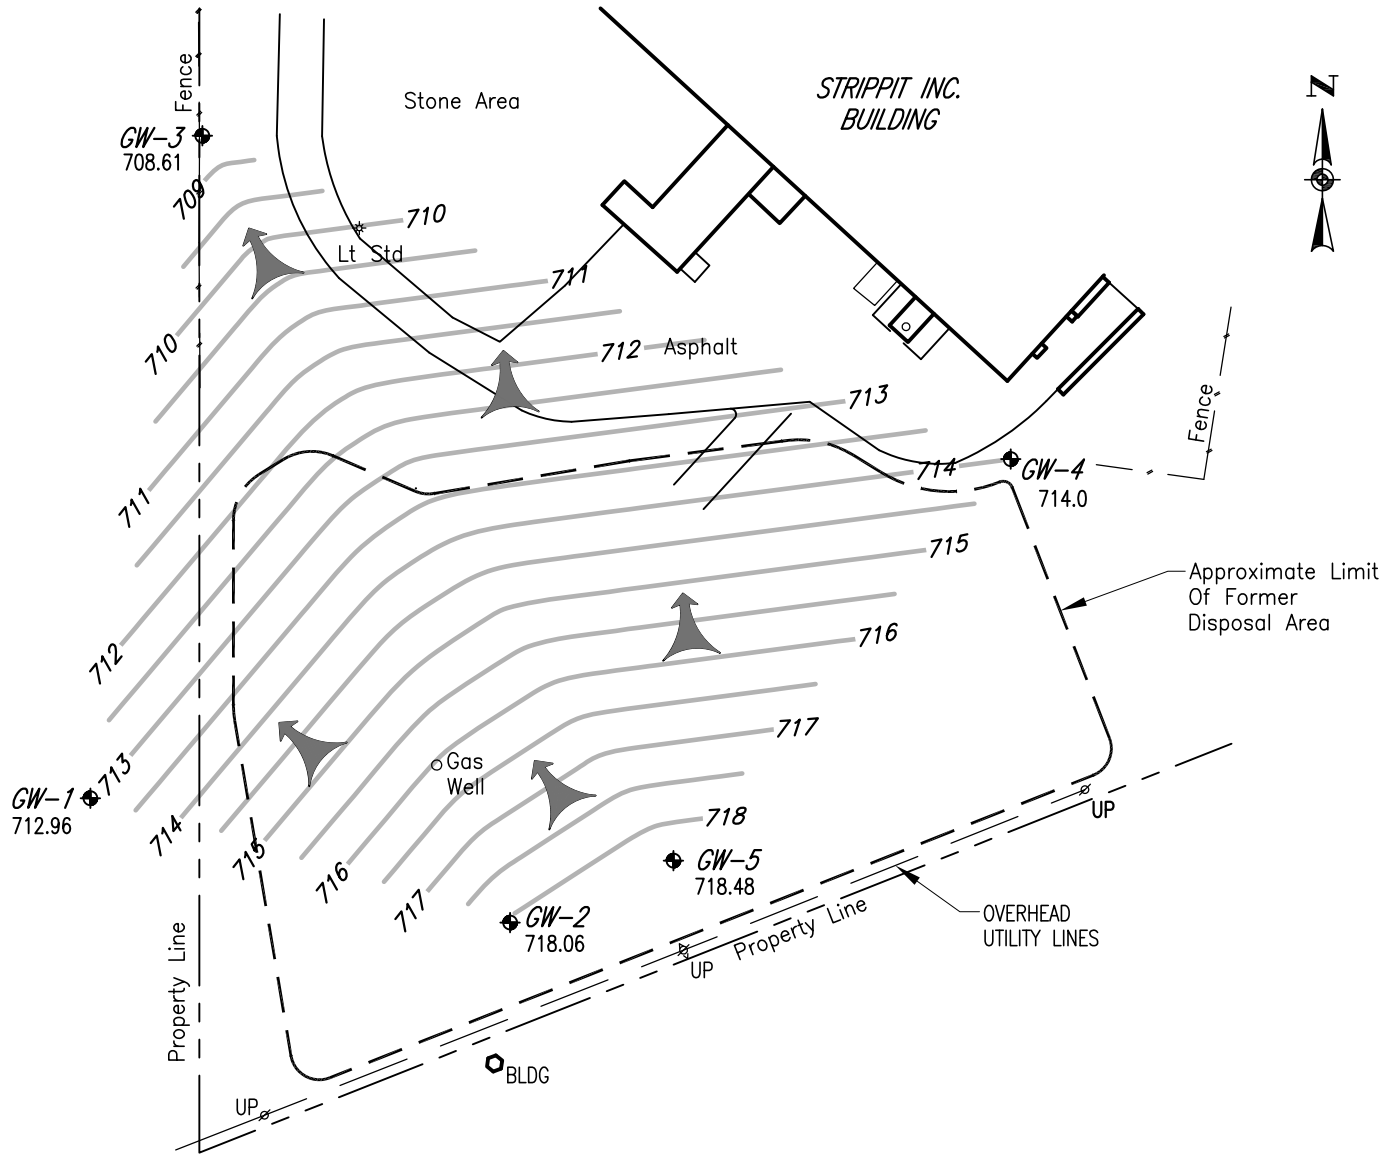 STRIPPIT INC.
BUILDING
N
Stone Area
Fence
GW-3
708.61
709
710
Lt Std
711
710
712
Asphalt
713
Fence
714
GW-4
714.0
711
715
Approximate Limit
Of Former
Disposal Area
716
712
717
Gas
Well
713
GW-1
712.96
714
715
716
717
718
GW-5
718.48
GW-2
718.06
UP
OVERHEAD
UTILITY LINES
Property Line
UP
Property Line
BLDG
UP